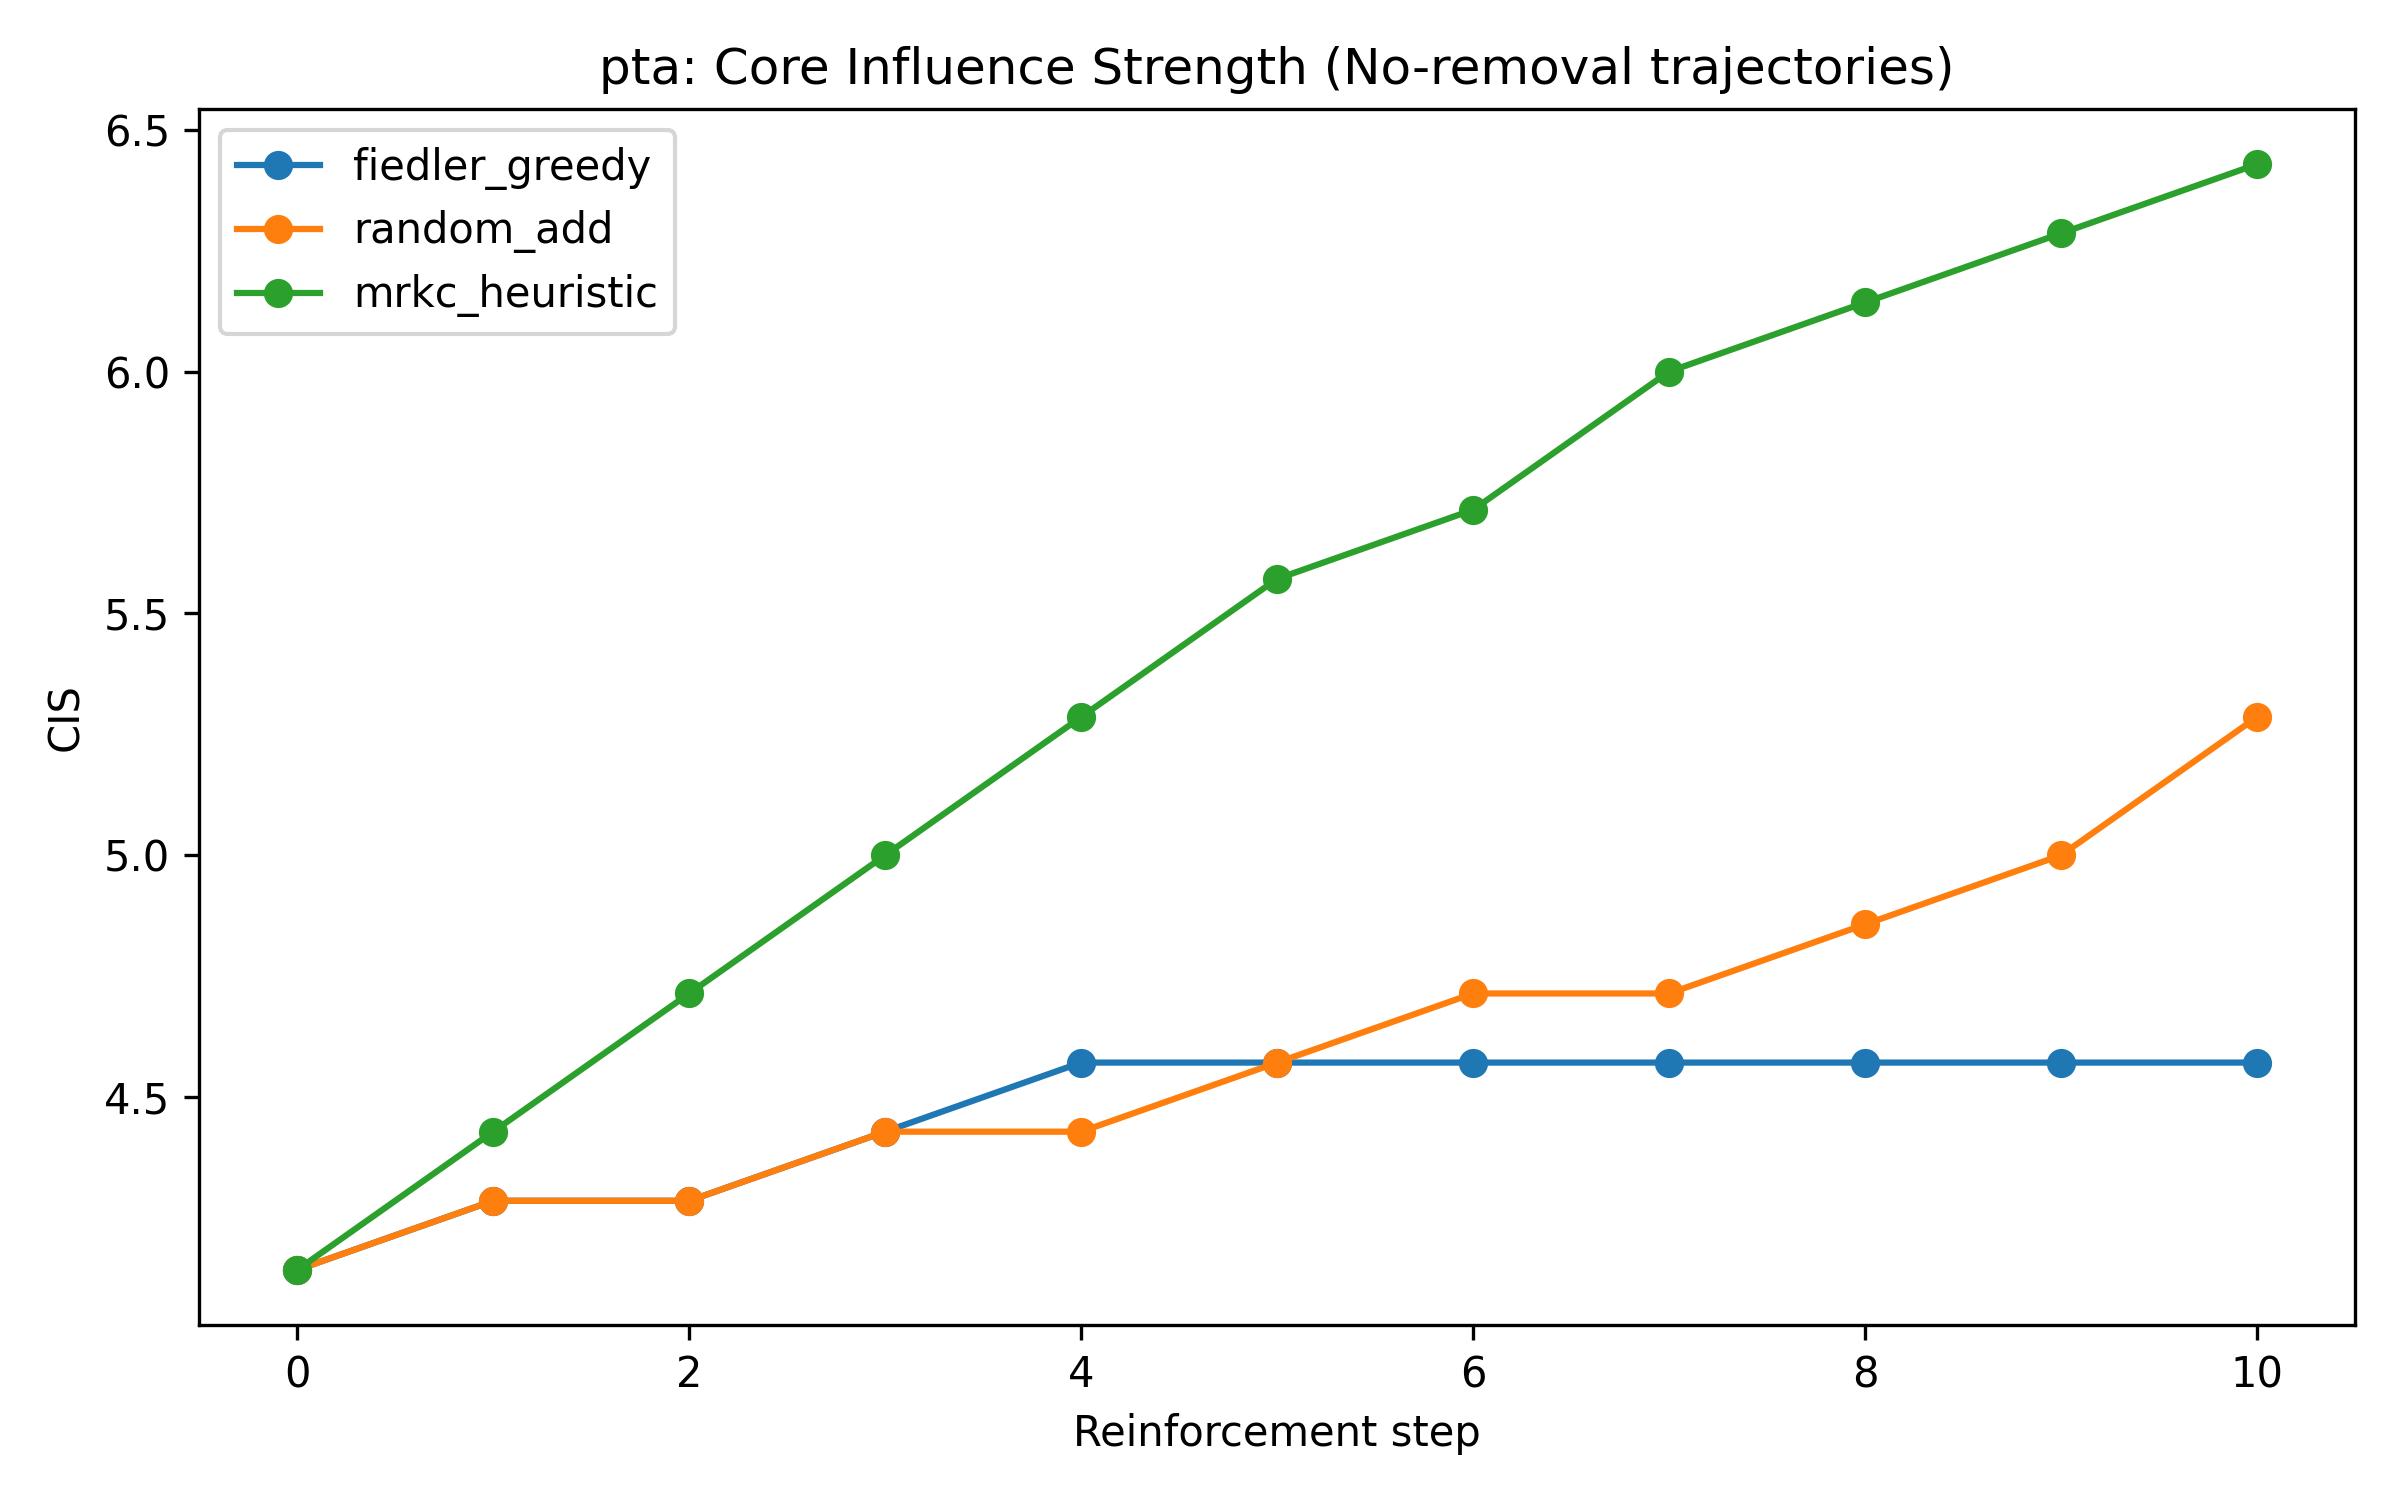 pta: Core Influence Strength (No-removal trajectories)
6.5
6.0
5.5
5.0
4.5
CIS
fiedler_greedy
random_add
mrkc_heuristic
0 2 4 6 8 10
Reinforcement step